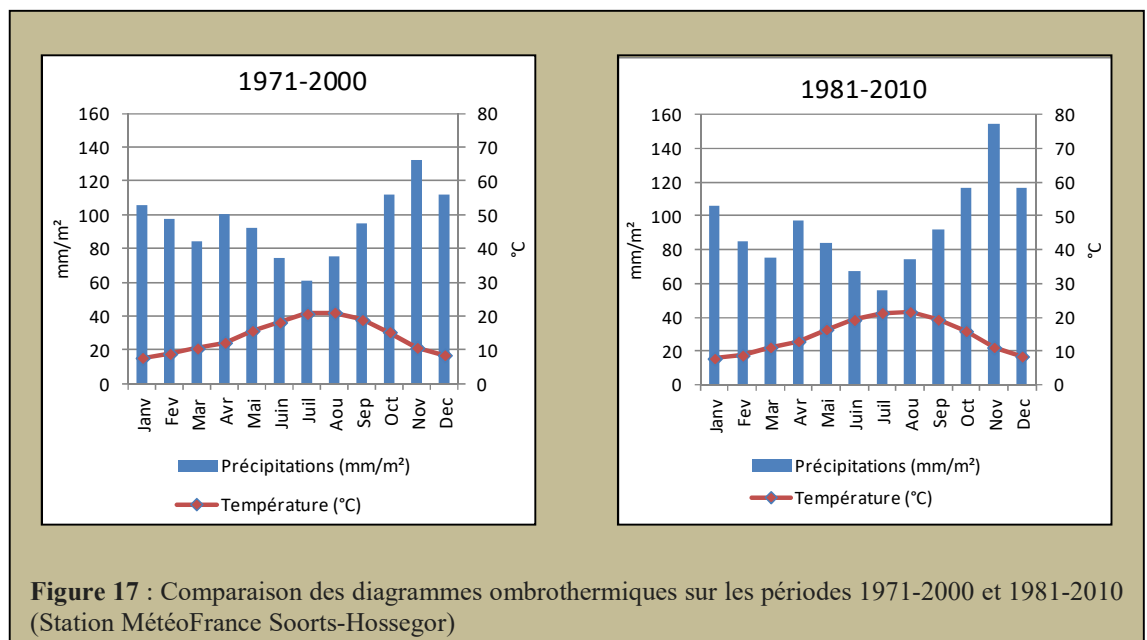 1971-2000
160
140
120
100
80
60
40
20
0
mm/m²
80
70
60
50
40
30
20
10
0
°C
Janv
Fev
Mar
Avr
Mai
Juin
Juil
Aou
Sep
Oct
Nov
Dec
Précipitations (mm/m²)
Température (°C)
1981-2010
160
140
120
100
80
60
40
20
0
mm/m²
80
70
60
50
40
30
20
10
0
°C
Janv
Fev
Mar
Avr
Mai
Juin
Juil
Aou
Sep
Oct
Nov
Dec
Précipitations (mm/m²)
Température (°C)
Figure 17 : Comparaison des diagrammes ombrothermiques sur les périodes 1971-2000 et 1981-2010
(Station MétéoFrance Soorts-Hossegor)